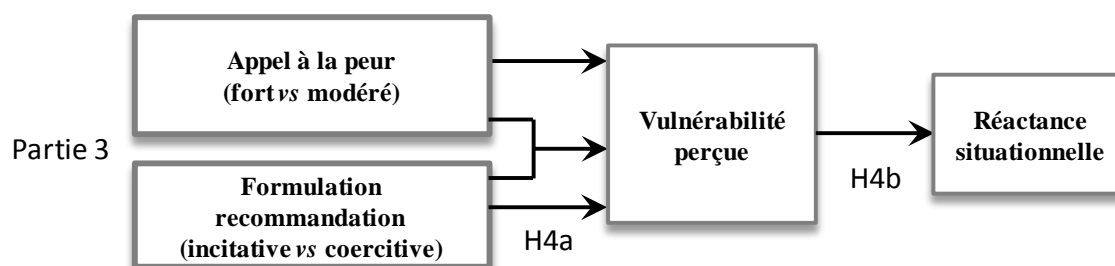 Partie 3
Appel à la peur
(fort vs modéré)
Formulation
recommandation
(incitative vs coercitive)
H4a
Vulnérabilité
perçue
H4b
Réactance
situationnelle